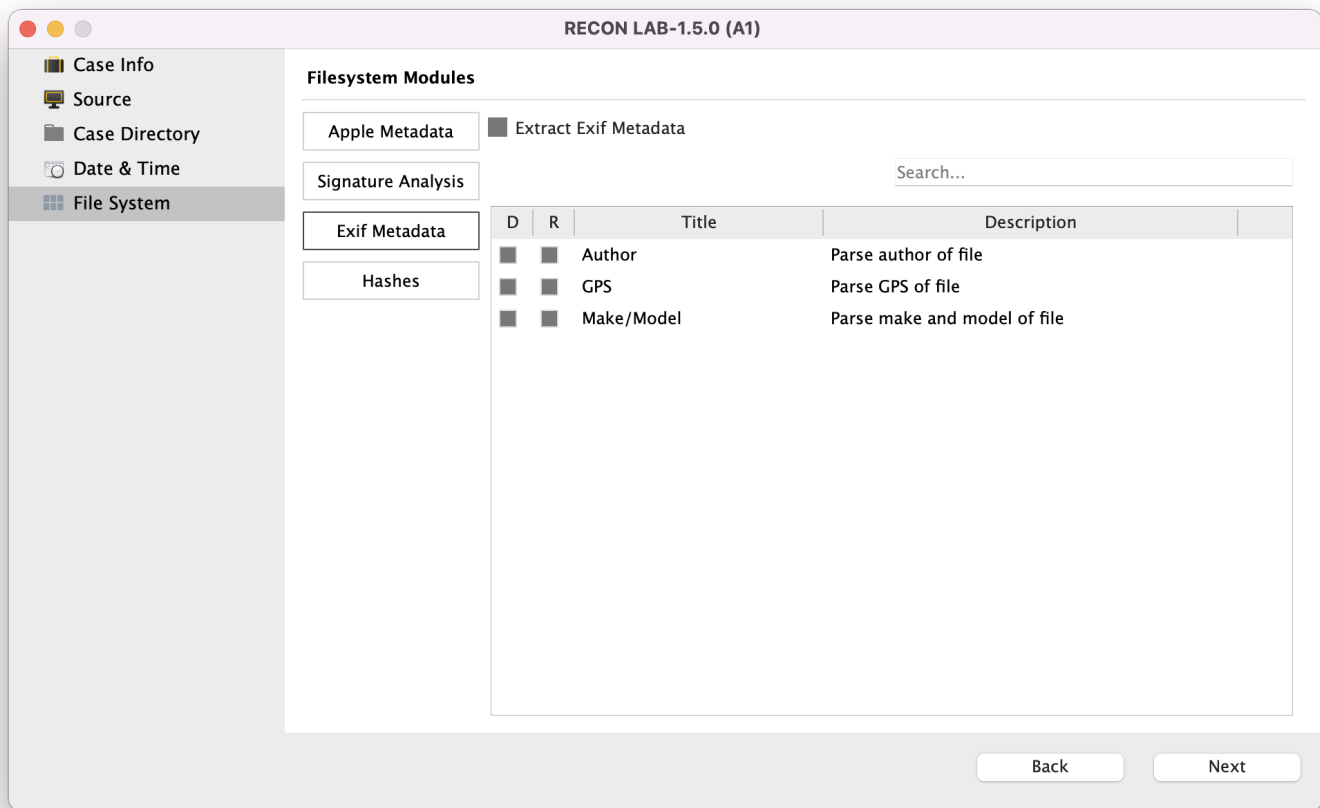 RECON LAB-1.5.0 (A1)
Case Info
Source
Case Directory
Date & Time
File System
Filesystem Modules
Apple Metadata
Signature Analysis
Exif Metadata
Hashes
Extract Exif Metadata
Search...
D R Title Description
Author Parse author of file
GPS Parse GPS of file
Make/Model Parse make and model of file
Back Next